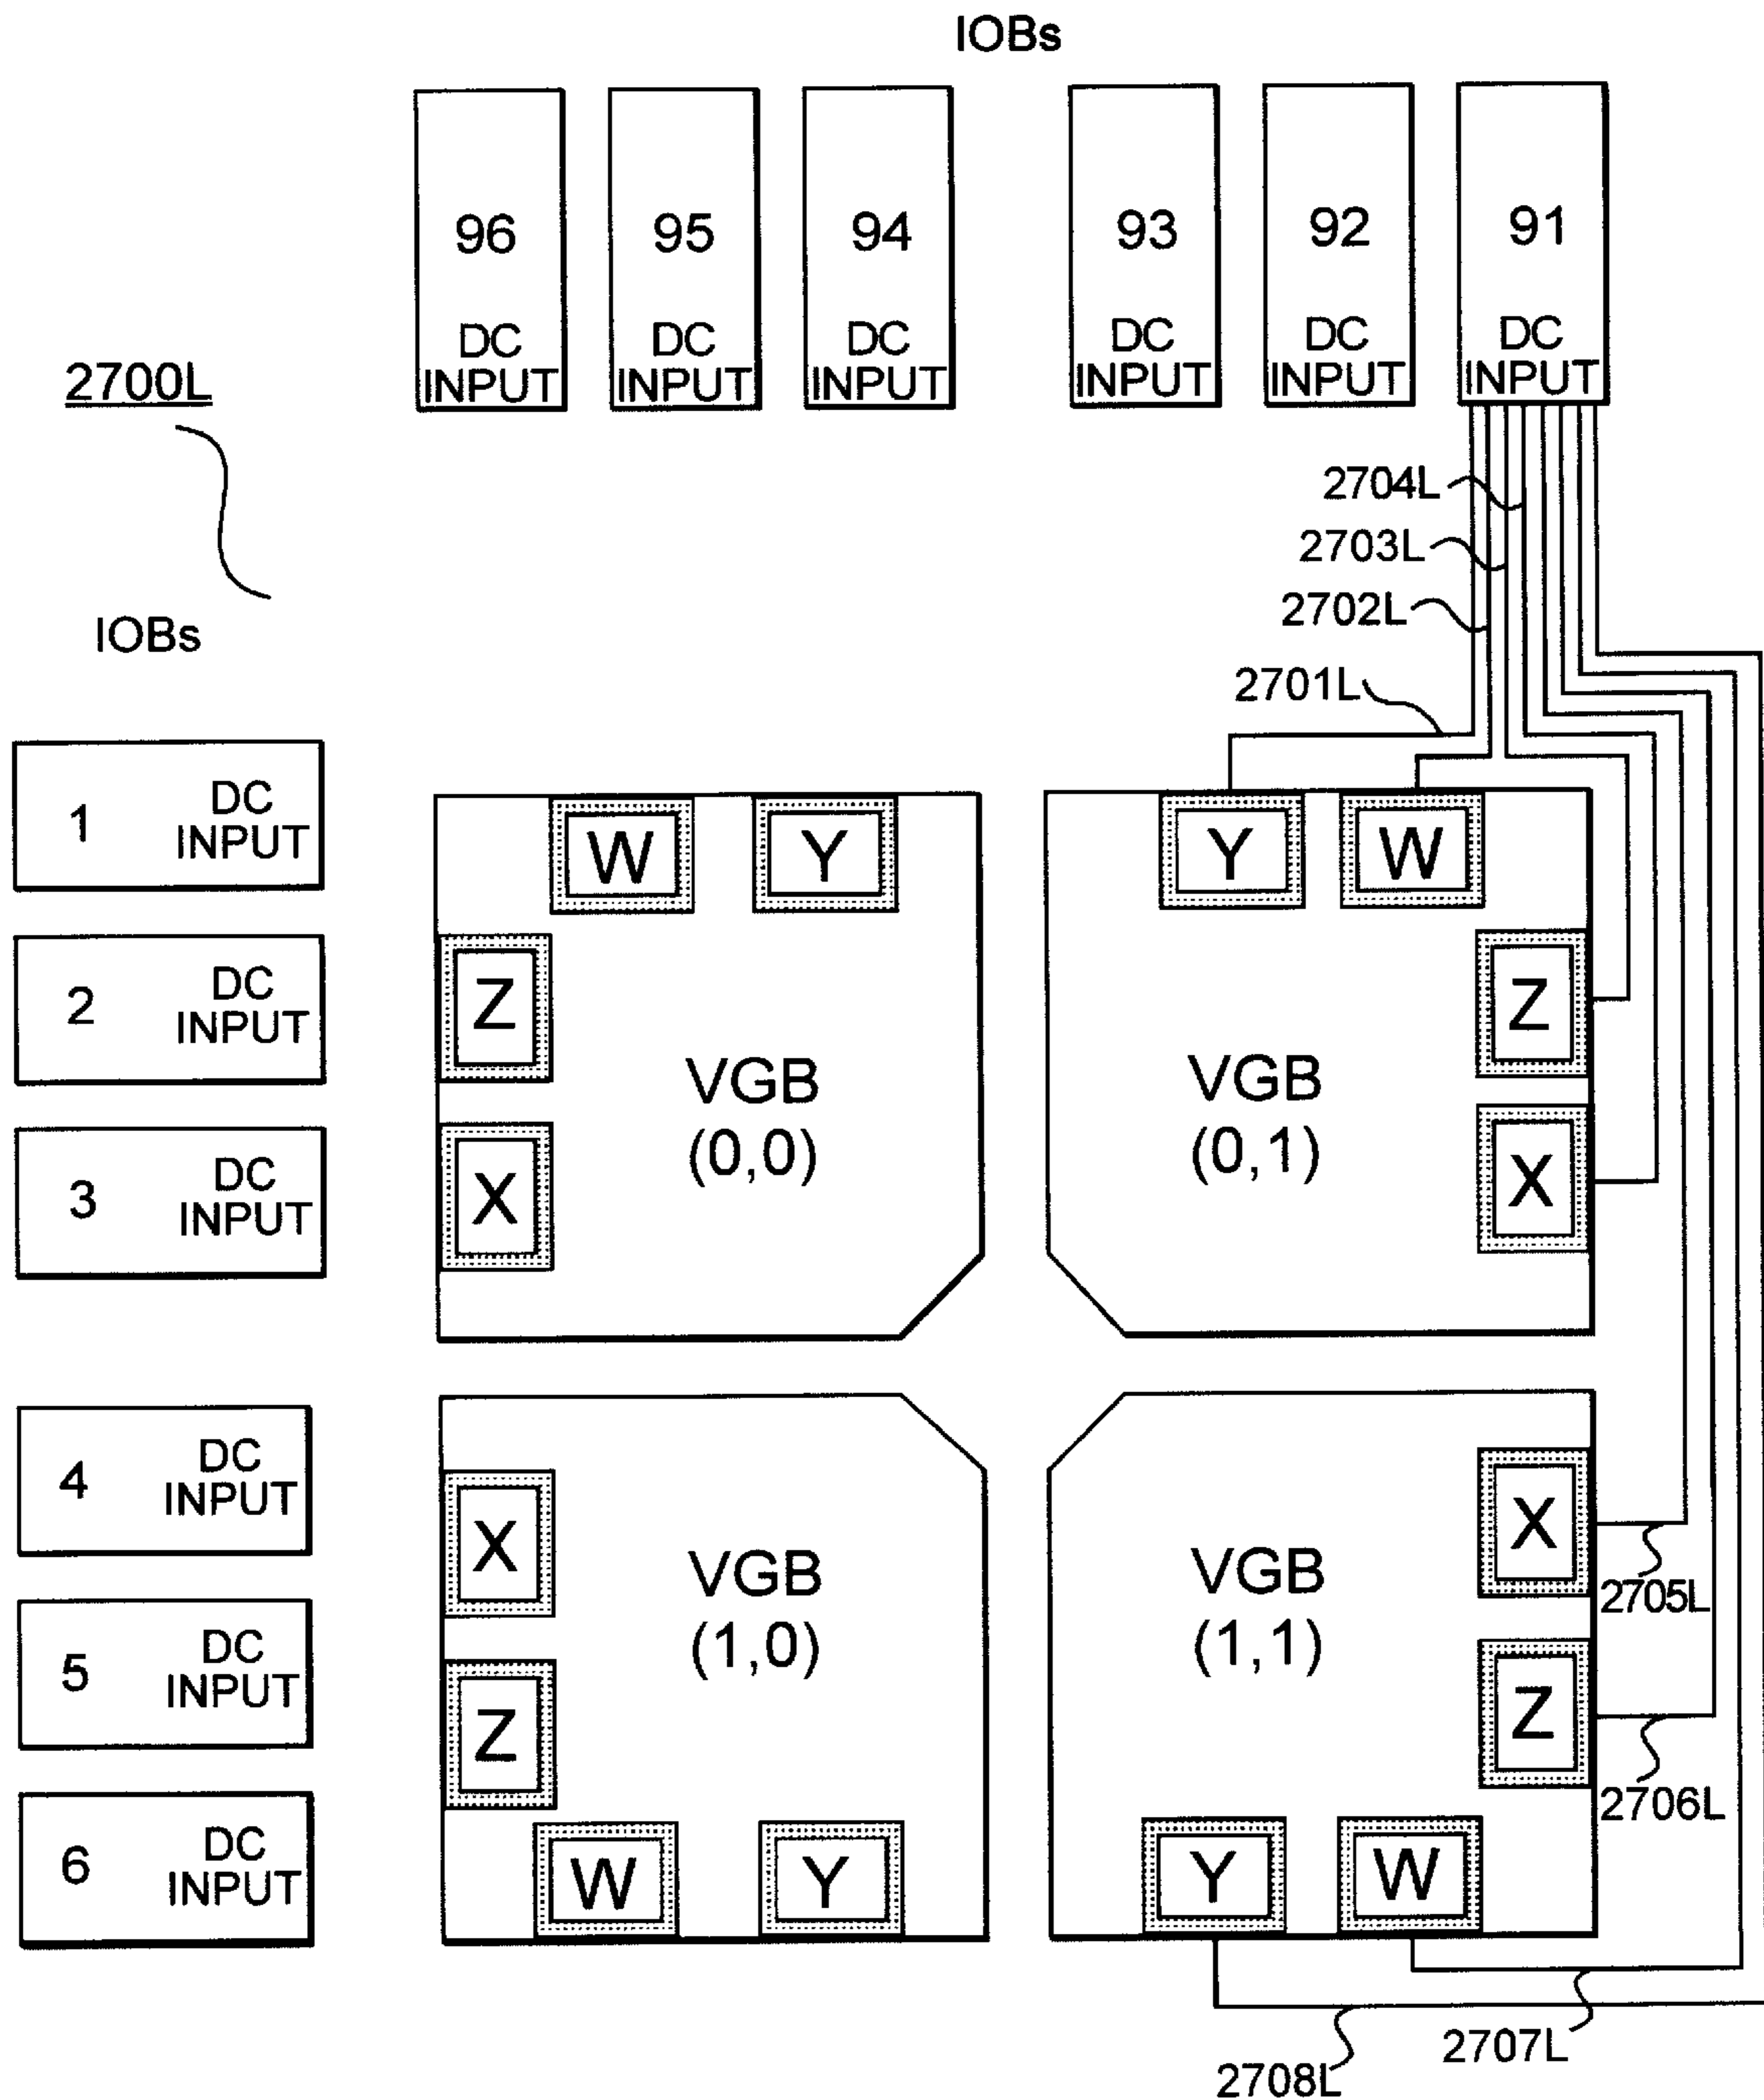 IOBs
96
DC
INPUT
95
DC
INPUT
94
DC
INPUT
93
DC
INPUT
92
DC
INPUT
91
DC
INPUT
2700L
2704L
2703L
2702L
2701L
IOBs
1
DC
INPUT
2
DC
INPUT
3
DC
INPUT
4
DC
INPUT
5
DC
INPUT
6
DC
INPUT
W
Y
Z
X
VGB
(0,0)
Y
W
Z
X
VGB
(0,1)
X
Z
W
Y
VGB
(1,0)
X
Z
Y
W
VGB
(1,1)
2705L
2706L
2707L
2708L